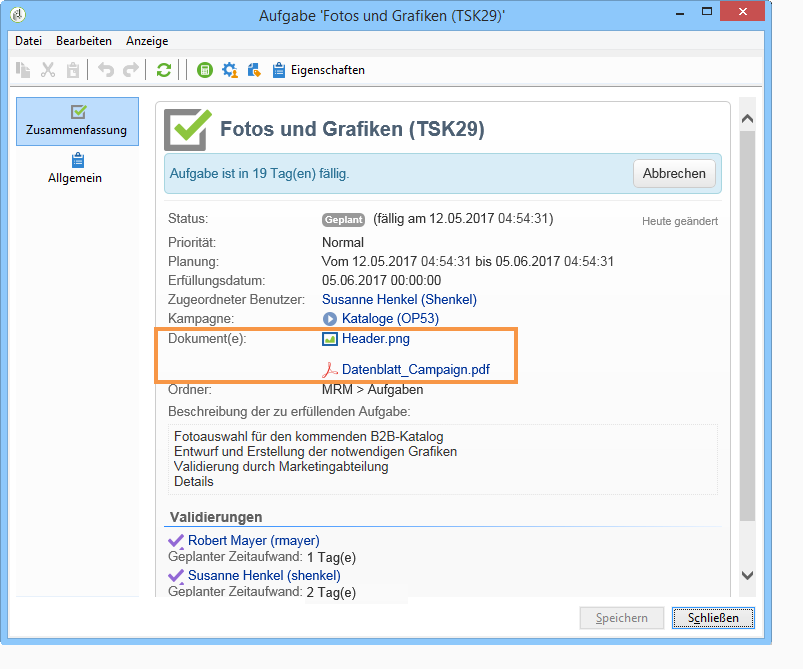 Aufgabe 'Fotos und Grafiken (TSK29)'
Datei Bearbeiten Anzeige
Eigenschaften
Zusammenfassung
Allgemein
Fotos und Grafiken (TSK29)
Aufgabe ist in 19 Tag(en) fällig.
Abbrechen
Status: Geplant (fällig am 12.05.2017 04:54:31) Heute geändert
Priorität: Normal
Planung: Vom 12.05.2017 04:54:31 bis 05.06.2017 04:54:31
Erfüllungsdatum: 05.06.2017 00:00:00
Zugeordneter Benutzer: Susanne Henkel (Shenkel)
Kampagne: Kataloge (OP53)
Dokument(e): Header.png
Datenblatt_Campaign.pdf
Ordner: MRM > Aufgaben
Beschreibung der zu erfüllenden Aufgabe:
Fotoauswahl für den kommenden B2B-Katalog
Entwurf und Erstellung der notwendigen Grafiken
Validierung durch Marketingabteilung
Details
Validierungen
Robert Mayer (rmayer)
Geplanter Zeitaufwand: 1 Tag(e)
Susanne Henkel (shenkel)
Geplanter Zeitaufwand: 2 Tag(e)
Speichern Schließen